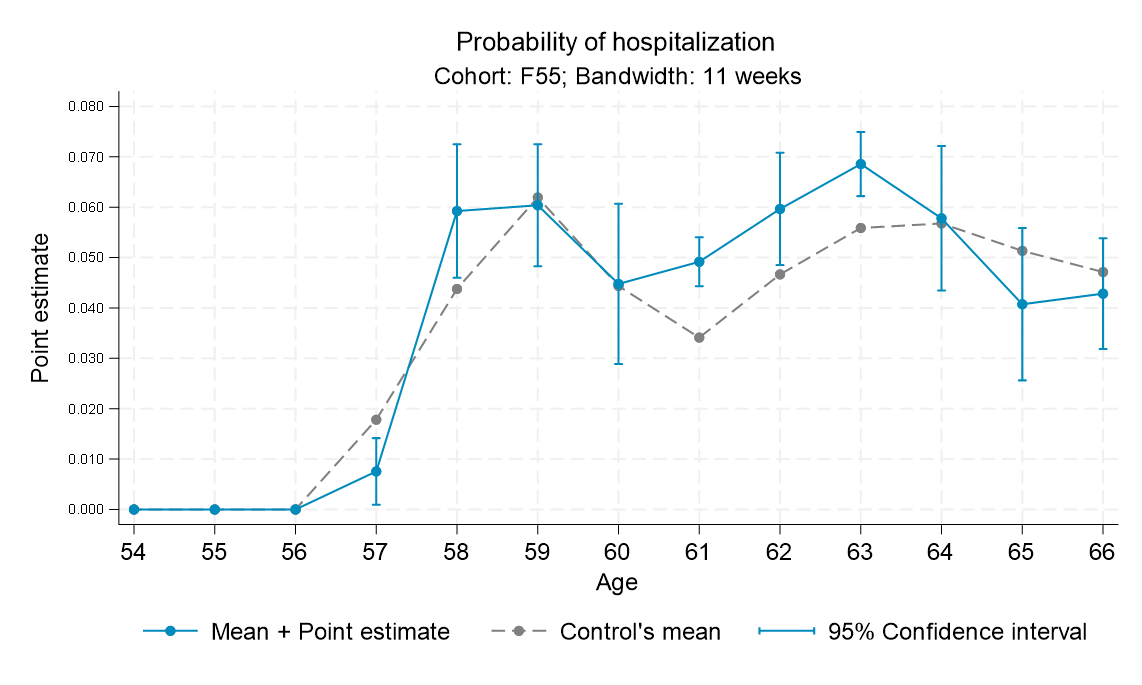 Probability of hospitalization
Cohort: F55; Bandwidth: 11 weeks
Point estimate
0.080
0.070
0.060
0.050
0.040
0.030
0.020
0.010
0.000
54 55 56 57 58 59 60 61 62 63 64 65 66
Age
Mean + Point estimate Control's mean 95% Confidence interval